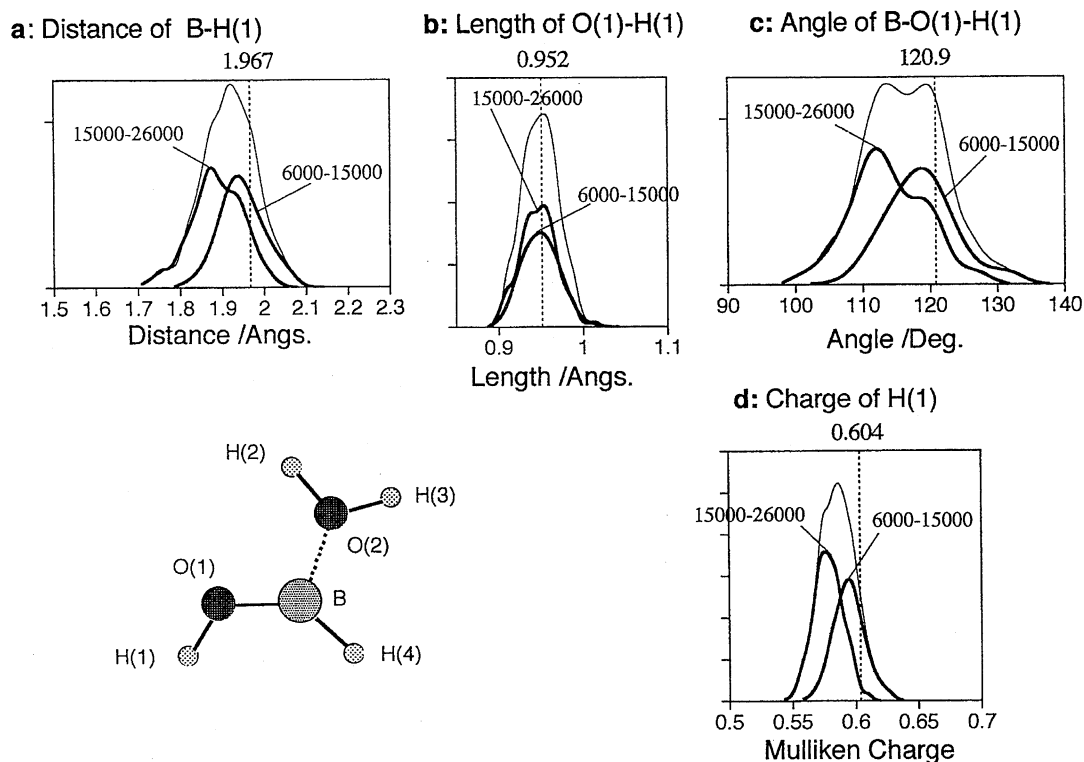 a: Distance of B-H(1)
1.967
15000-26000
6000-15000
1.5 1.6 1.7 1.8 1.9 2 2.1 2.2 2.3
Distance /Angs.
b: Length of O(1)-H(1)
0.952
15000-26000
6000-15000
0.9 1 1.1
Length /Angs.
c: Angle of B-O(1)-H(1)
120.9
15000-26000
6000-15000
90 100 110 120 130 140
Angle /Deg.
H(2)
H(3)
O(2)
O(1)
B
H(1)
H(4)
d: Charge of H(1)
0.604
15000-26000
6000-15000
0.5 0.55 0.6 0.65 0.7
Mulliken Charge